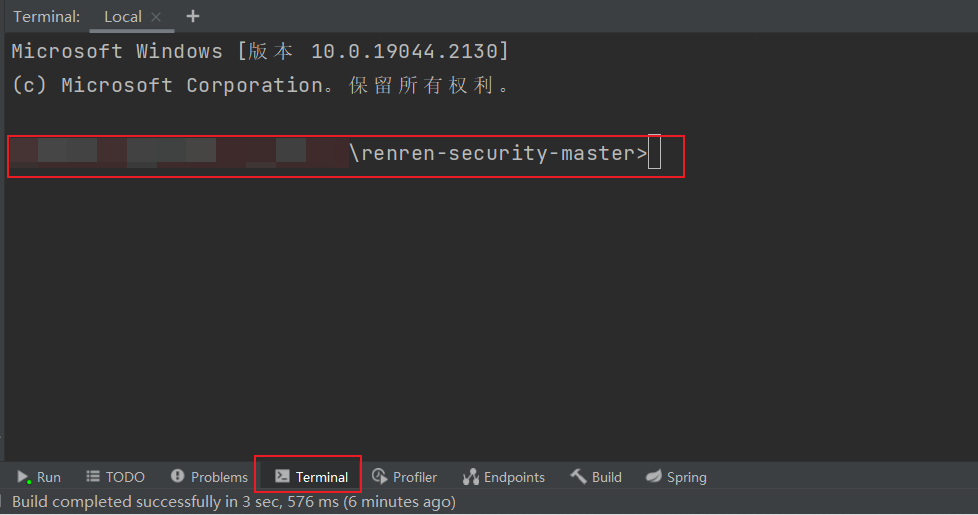 Terminal: Local × +
Microsoft Windows [版本 10.0.19044.2130]
(c) Microsoft Corporation。保留所有权利。
\renren-security-master>
Run TODO Problems Terminal Profiler Endpoints Build Spring
Build completed successfully in 3 sec, 576 ms (6 minutes ago)